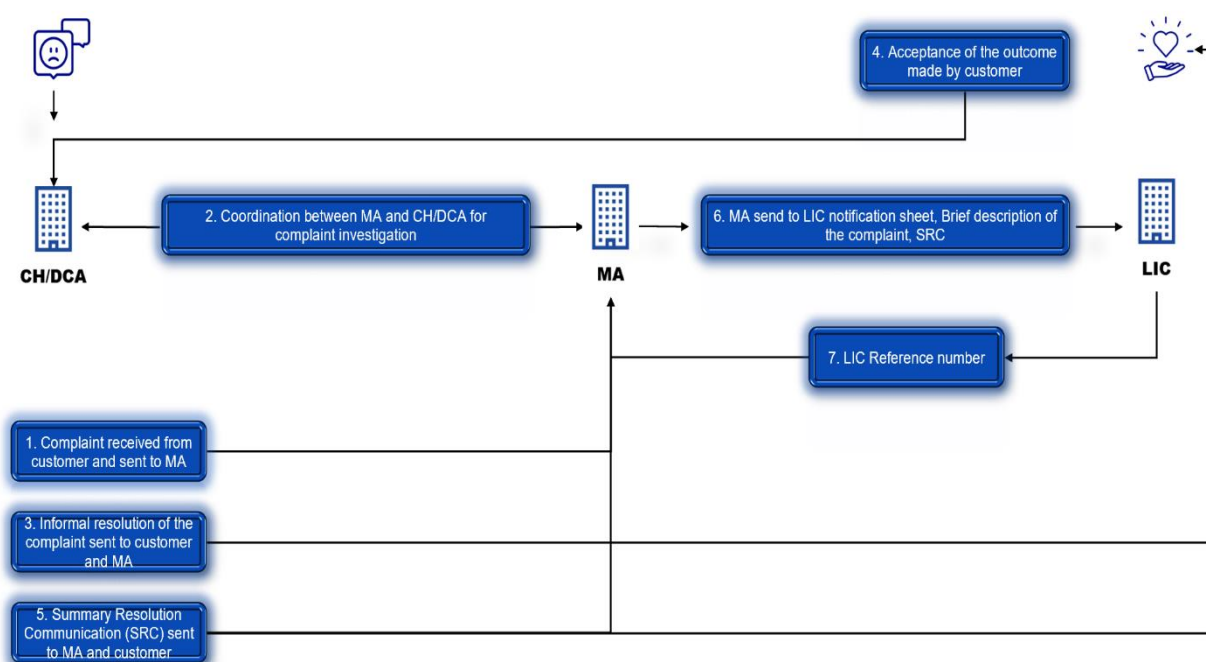 4. Acceptance of the outcome
made by customer
2. Coordination between MA and CH/DCA for
complaint investigation
6. MA send to LIC notification sheet, Brief description of
the complaint, SRC
CH/DCA
MA
LIC
7. LIC Reference number
1. Complaint received from
customer and sent to MA
3. Informal resolution of the
complaint sent to customer
and MA
5. Summary Resolution
Communication (SRC) sent
to MA and customer